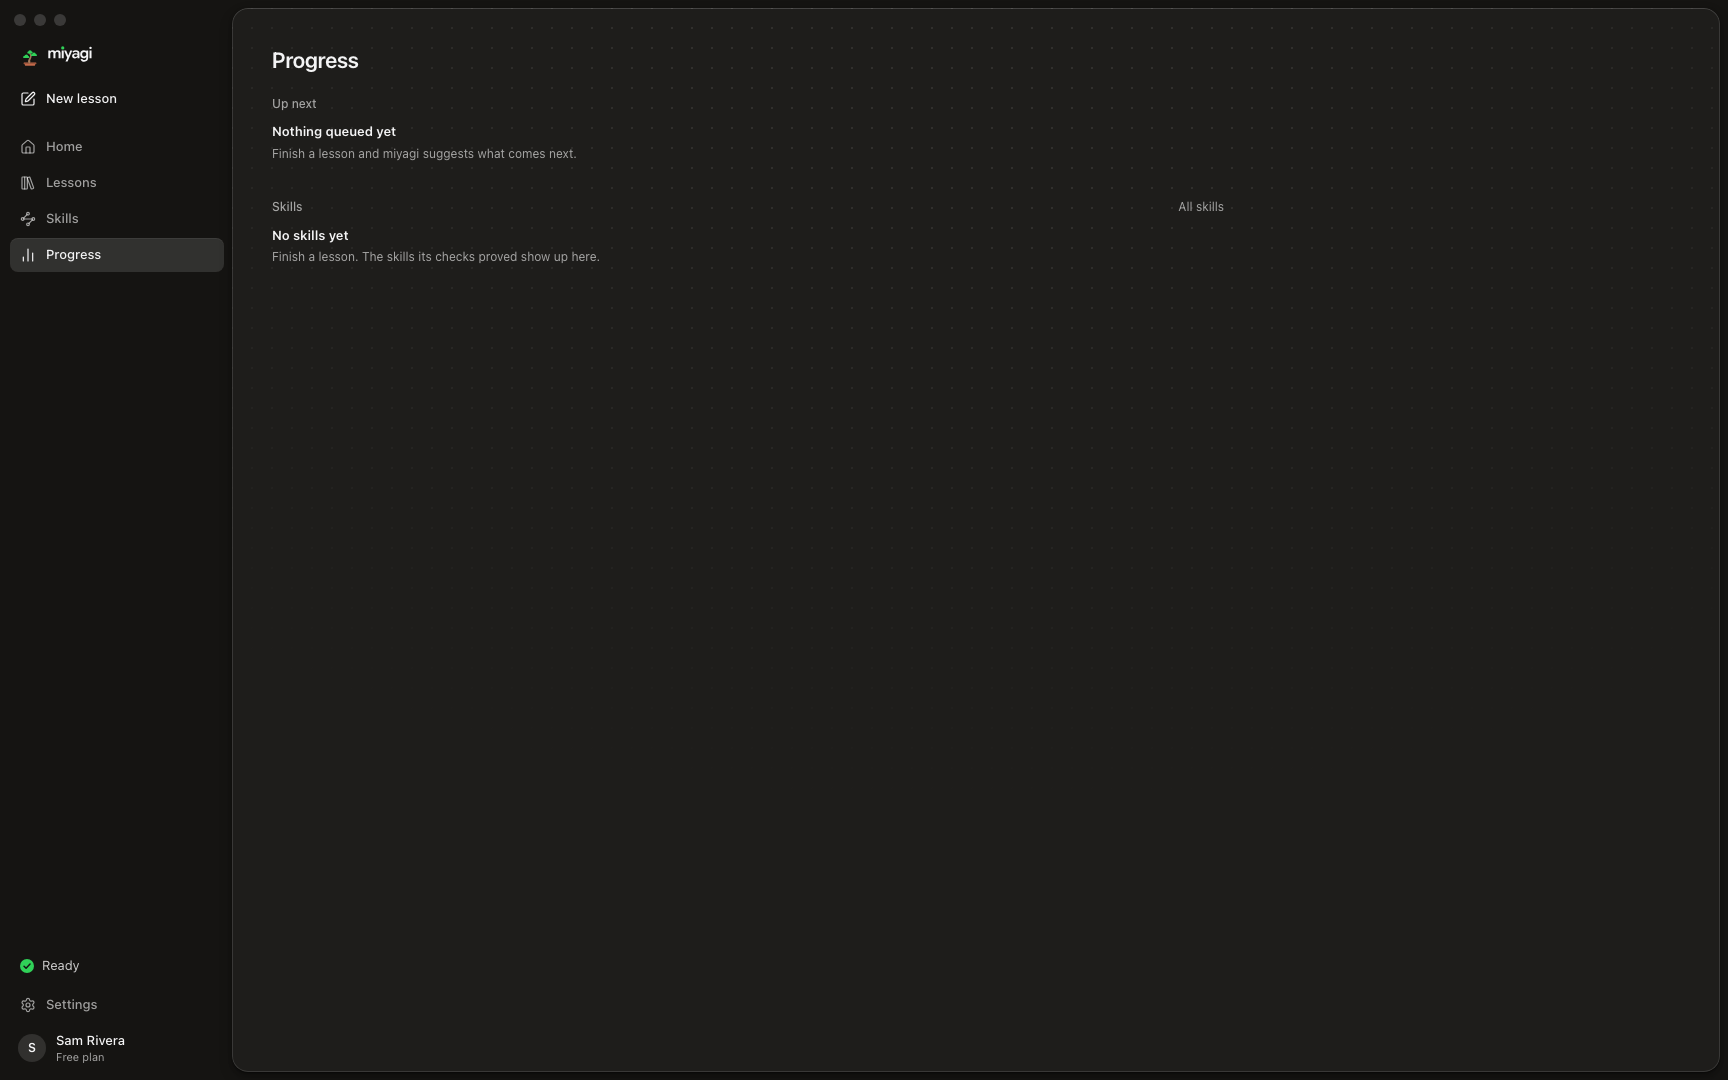 miyagi
New lesson
Home
Lessons
Skills
Progress
Ready
Settings
S
Sam Rivera
Free plan
Progress
Up next
Nothing queued yet
Finish a lesson and miyagi suggests what comes next.
Skills
All skills
No skills yet
Finish a lesson. The skills its checks proved show up here.